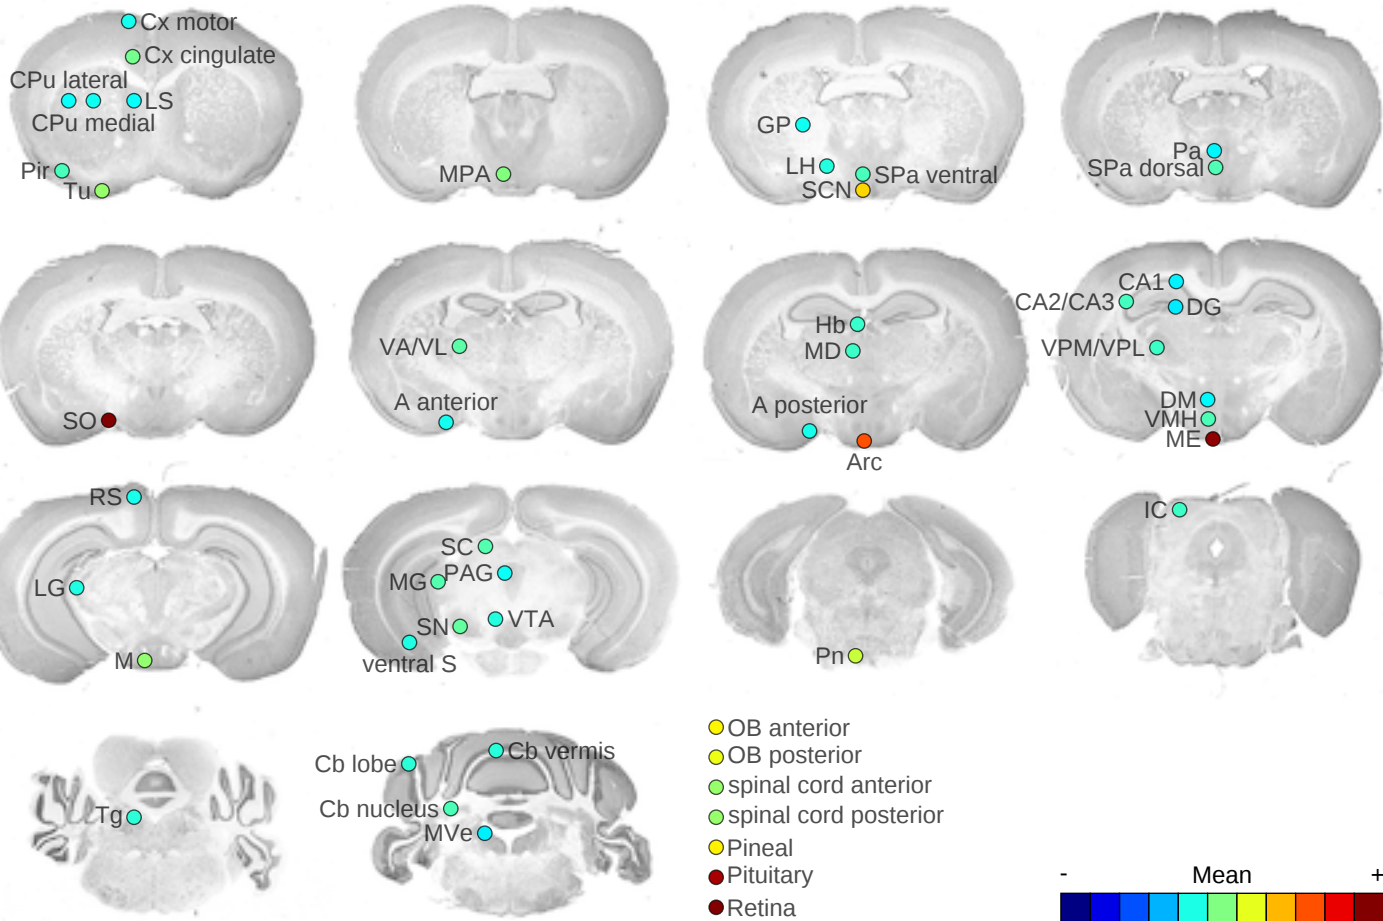 Cx motor
Cx cingulate
CPu lateral
LS
CPu medial
Pir
Tu
MPA
GP
LH
SPa ventral
SCN
Pa
SPa dorsal
SO
VA/VL
A anterior
Hb
MD
A posterior
Arc
CA1
CA2/CA3
DG
VPM/VPL
DM
VMH
ME
RS
LG
M
SC
MG
PAG
SN
VTA
ventral S
Pn
IC
Tg
Cb vermis
Cb lobe
Cb nucleus
MVe
OB anterior
OB posterior
spinal cord anterior
spinal cord posterior
Pineal
Pituitary
Retina
- Mean +